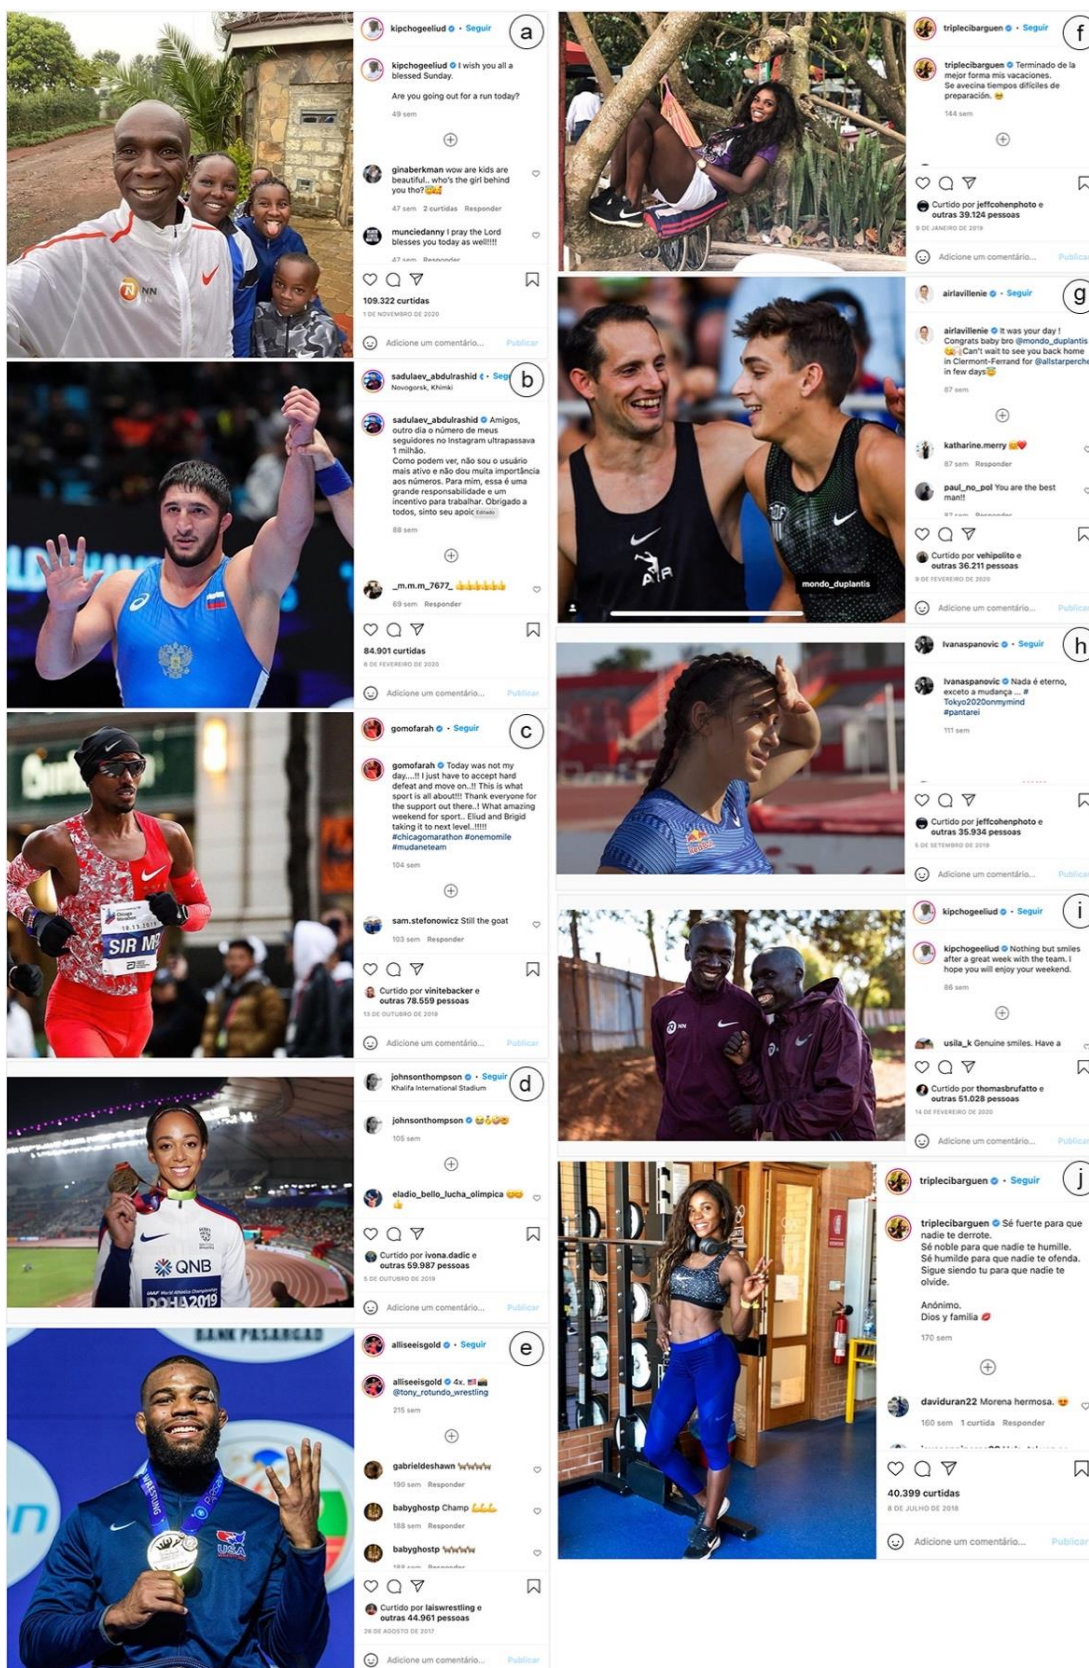 kipchogeeliud • Seguir
a
kipchogeeliud I wish you all a
blessed Sunday.
Are you going out for a run today?
49 sem
ginaberkman wow are kids are
beautiful.. who's the girl behind
you tho?
47 sem 2 curtidas Responder
munciedanny I pray the Lord
blesses you today as well!!!!
47 sem Responder
109.322 curtidas
1 DE NOVEMBRO DE 2020
Adicione um comentário... Publicar
NN
sadulaev_abdulrashid
b
Novogorsk, Khimki
sadulaev_abdulrashid Amigos,
outro dia o número de meus
seguidores no Instagram ultrapassava
1 milhão.
Como podem ver, não sou o usuário
mais ativo e não dou muita importância
aos números. Para mim, essa é uma
grande responsabilidade e um
incentivo para trabalhar. Obrigado a
todos, sinto seu apoio Editado
88 sem
_m.m.m_7677_
69 sem Responder
84.901 curtidas
6 DE FEVEREIRO DE 2020
Adicione um comentário... Publicar
gomofarah • Seguir
c
gomofarah Today was not my
day....!! I just have to accept hard
defeat and move on..!! This is what
sport is all about!!! Thank everyone for
the support out there..! What amazing
weekend for sport.. Eliud and Brigid
taking it to next level..!!!!!
#chicagomarathon #onemomile
#mudaneteam
104 sem
sam.stefonowicz Still the goat
103 sem Responder
Curtido por vinitebacker e
outras 78.559 pessoas
13 DE OUTUBRO DE 2019
Adicione um comentário... Publicar
SIR MO
johnsonthompson • Seguir
d
Khalifa International Stadium
johnsonthompson
105 sem
eladio_bello_lucha_olimpica
Curtido por ivona.dadic e
outras 59.987 pessoas
5 DE OUTUBRO DE 2019
Adicione um comentário... Publicar
QNB
DOHA2019
BANK PASARGAD
alliseeisgold • Seguir
e
alliseeisgold 4x.
@tony_rotundo_wrestling
215 sem
gabrieldeshawn
190 sem Responder
babyghostp Champ
188 sem Responder
babyghostp
188 sem Responder
Curtido por laiswrestling e
outras 44.961 pessoas
26 DE AGOSTO DE 2017
Adicione um comentário... Publicar
WRESTLING
USA
triplecibarguen • Seguir
f
triplecibarguen Terminado de la
mejor forma mis vacaciones.
Se avecina tiempos difíciles de
preparación.
144 sem
Curtido por jeffcohenphoto e
outras 39.124 pessoas
9 DE JANEIRO DE 2019
Adicione um comentário... Publicar
airlavillenie • Seguir
g
airlavillenie It was your day !
Congrats baby bro @mondo_duplantis
Can't wait to see you back home
in Clermont-Ferrand for @allstarperche
in few days
87 sem
katharine.merry
87 sem Responder
paul_no_pol You are the best
man!!
87 sem Responder
Curtido por vehipolito e
outras 36.211 pessoas
9 DE FEVEREIRO DE 2020
Adicione um comentário... Publicar
AIR
mondo_duplantis
Ivanaspanovic • Seguir
h
Ivanaspanovic Nada é eterno,
exceto a mudança ... #
Tokyo2020onmymind
#pantarei
111 sem
Curtido por jeffcohenphoto e
outras 35.934 pessoas
5 DE SETEMBRO DE 2019
Adicione um comentário... Publicar
Red Bull
kipchogeeliud • Seguir
i
kipchogeeliud Nothing but smiles
after a great week with the team. I
hope you will enjoy your weekend.
86 sem
usila_k Genuine smiles. Have a
Curtido por thomasbrufatto e
outras 51.028 pessoas
14 DE FEVEREIRO DE 2020
Adicione um comentário... Publicar
NN
triplecibarguen • Seguir
j
triplecibarguen Sé fuerte para que
nadie te derrote.
Sé noble para que nadie te humille.
Sé humilde para que nadie te ofenda.
Sigue siendo tu para que nadie te
olvide.
Anónimo.
Dios y familia
170 sem
daviduran22 Morena hermosa.
160 sem 1 curtida Responder
40.399 curtidas
8 DE JULHO DE 2018
Adicione um comentário... Publicar